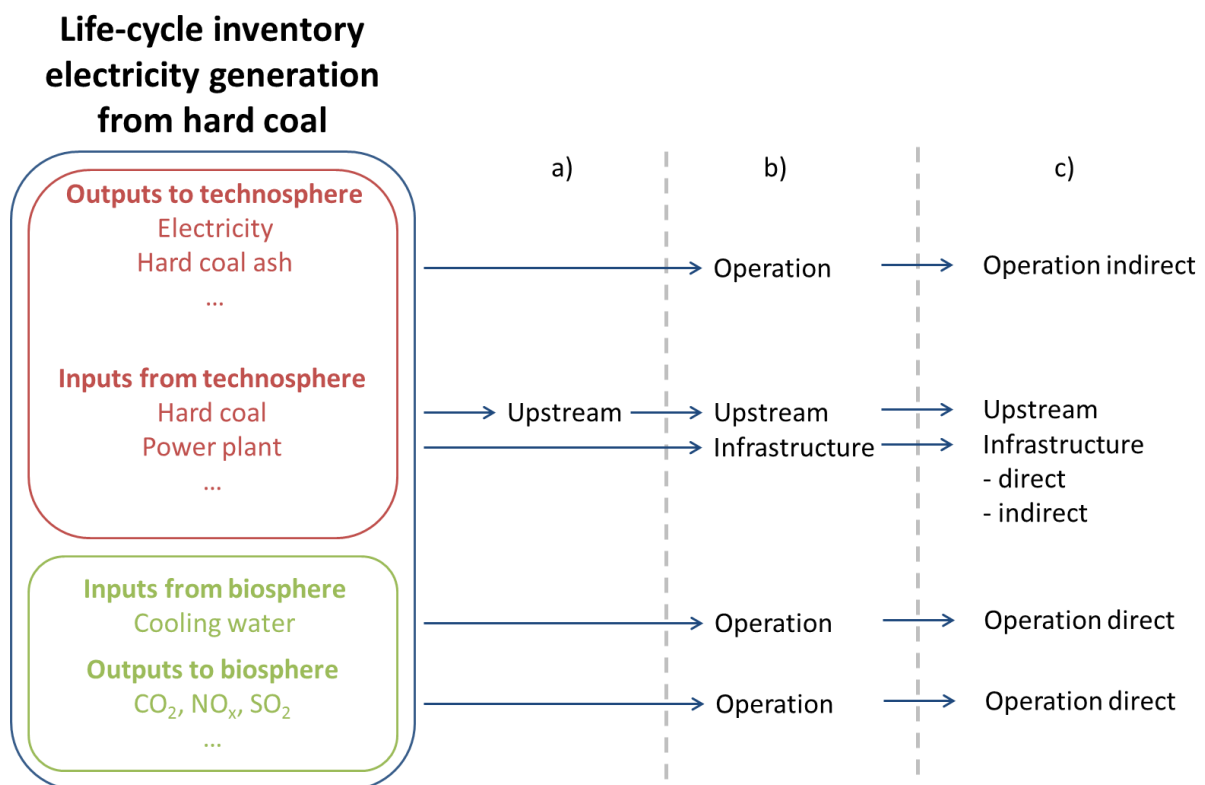 Life-cycle inventory
electricity generation
from hard coal
a)
b)
c)
Outputs to technosphere
Electricity
Hard coal ash
...
Operation
Operation indirect
Inputs from technosphere
Hard coal
Upstream
Upstream
Upstream
Power plant
Infrastructure
Infrastructure
- direct
- indirect
...
Inputs from biosphere
Cooling water
Operation
Operation direct
Outputs to biosphere
CO₂, NOₓ, SO₂
Operation
Operation direct
...